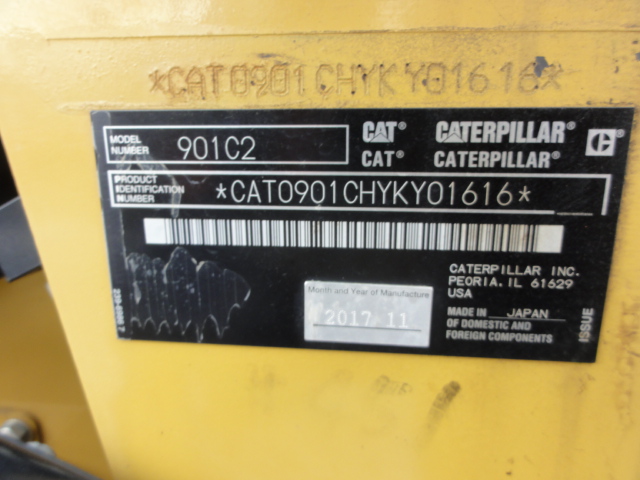 *CAT0901CHYKY01616*
MODEL NUMBER 901C2
CAT® CATERPILLAR® C
CAT® CATERPILLAR®
PRODUCT IDENTIFICATION NUMBER *CAT0901CHYKY01616*
CATERPILLAR INC.
PEORIA, IL 61629
USA
Month and Year of Manufacture
2017 11
MADE IN JAPAN
OF DOMESTIC AND
FOREIGN COMPONENTS
ISSUE